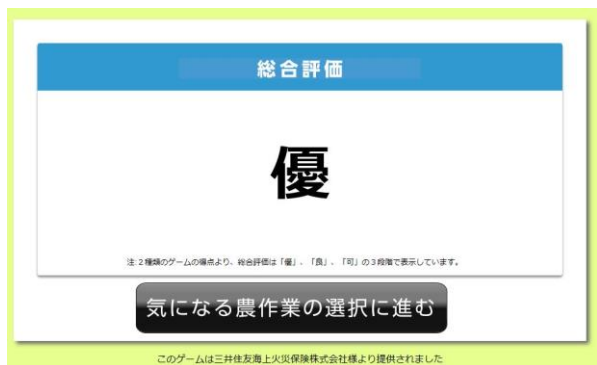 総合評価
優
注:2種類のゲームの得点より、総合評価は「優」、「良」、「可」の3段階で表示しています。
気になる農作業の選択に進む
このゲームは三井住友海上火災保険株式会社様より提供されました